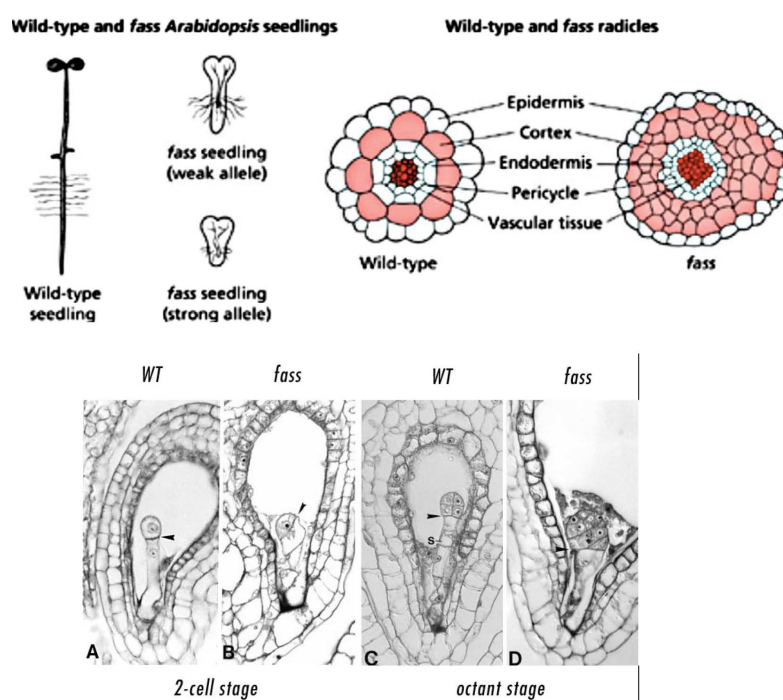 Wild-type and fass Arabidopsis seedlings
Wild-type and fass radicles
Wild-type
seedling
fass seedling
(weak allele)
fass seedling
(strong allele)
Epidermis
Cortex
Endodermis
Pericycle
Vascular tissue
Wild-type
fass
WT
fass
WT
fass
S
A
B
C
D
2-cell stage
octant stage